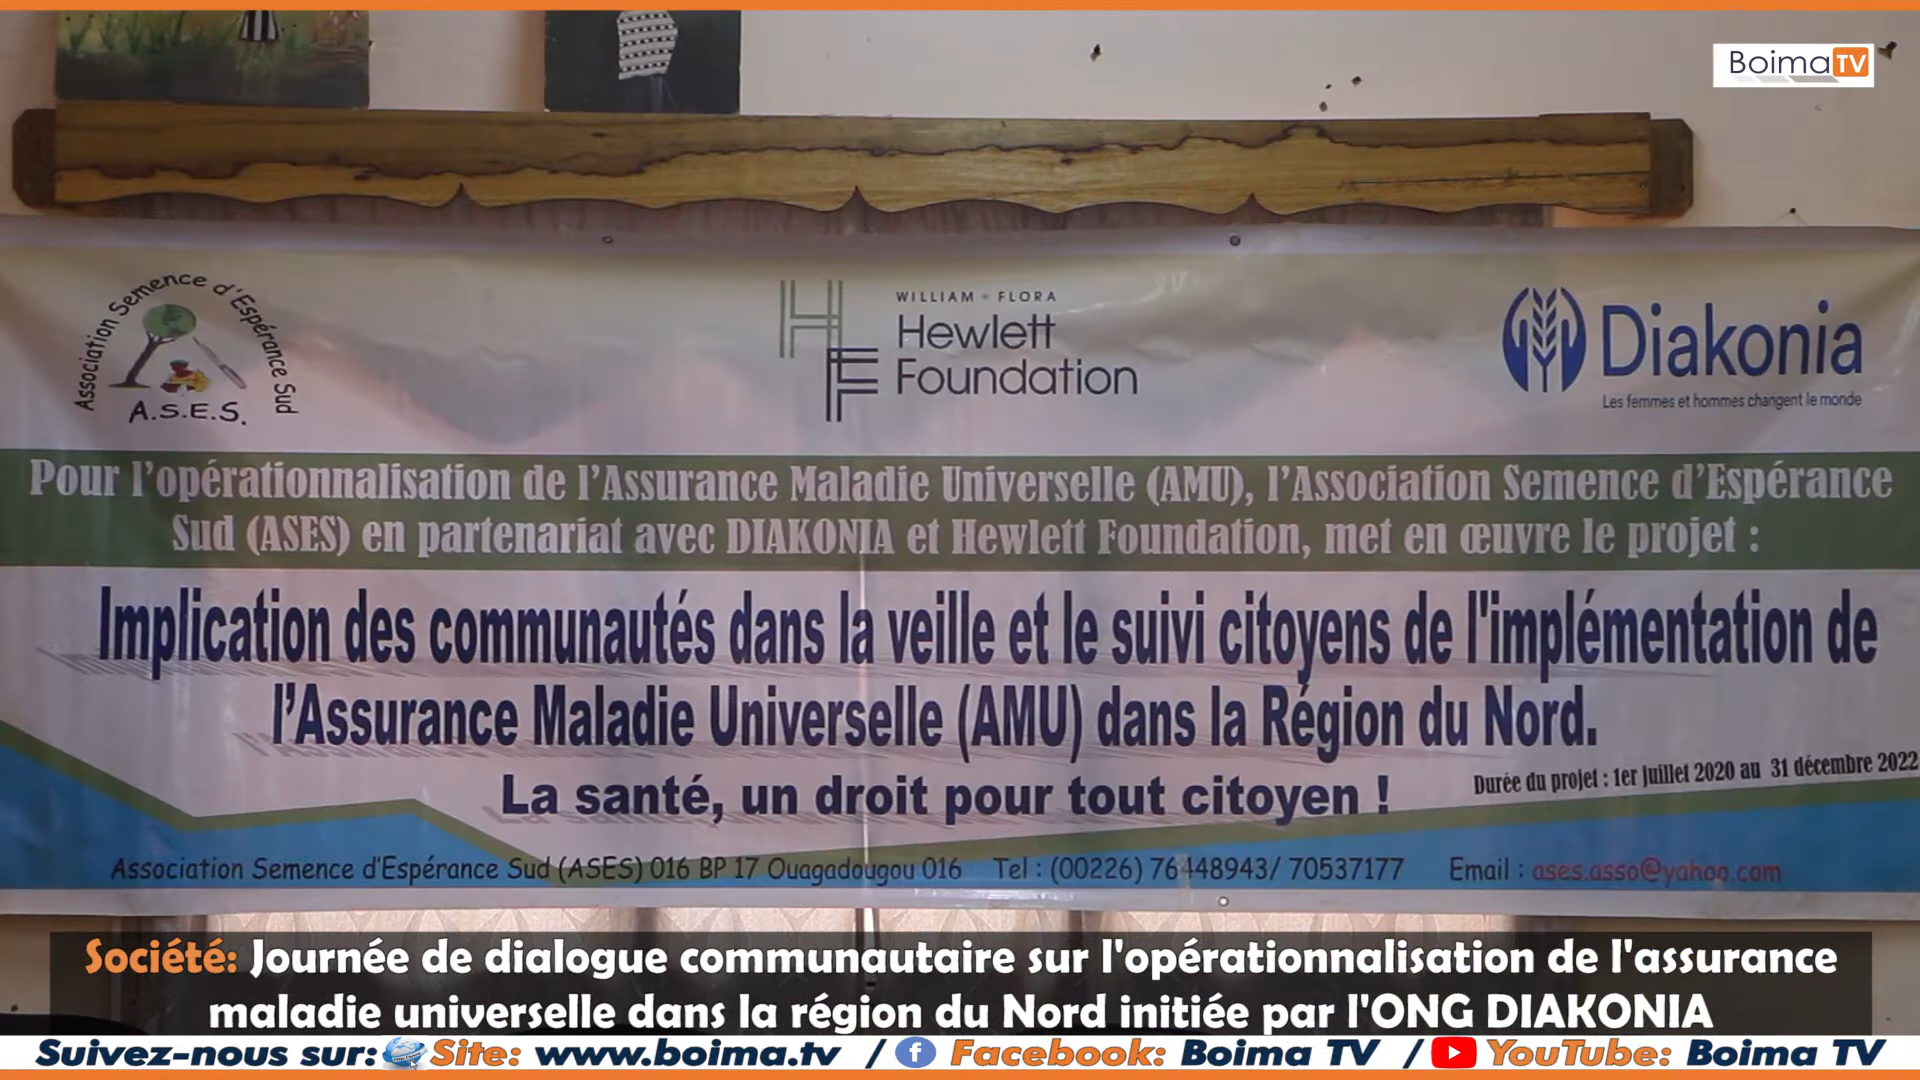 Boima TV
Association Semence d'Espérance Sud
A.S.E.S.
WILLIAM + FLORA
Hewlett
Foundation
Diakonia
Les femmes et hommes changent le monde
Pour l'opérationnalisation de l'Assurance Maladie Universelle (AMU), l'Association Semence d'Espérance
Sud (ASES) en partenariat avec DIAKONIA et Hewlett Foundation, met en œuvre le projet :
Implication des communautés dans la veille et le suivi citoyens de l'implémentation de
l'Assurance Maladie Universelle (AMU) dans la Région du Nord.
La santé, un droit pour tout citoyen !
Durée du projet : 1er juillet 2020 au 31 décembre 2022
Association Semence d'Espérance Sud (ASES) 016 BP 17 Ouagadougou 016 Tel : (00226) 76448943/ 70537177 Email : ases.asso@yahoo.com
Société: Journée de dialogue communautaire sur l'opérationnalisation de l'assurance
maladie universelle dans la région du Nord initiée par l'ONG DIAKONIA
Suivez-nous sur: Site: www.boima.tv / Facebook: Boima TV / YouTube: Boima TV